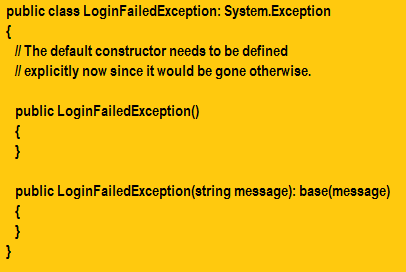 public class LoginFailedException: System.Exception
{
// The default constructor needs to be defined
// explicitly now since it would be gone otherwise.
public LoginFailedException()
{
}
public LoginFailedException(string message): base(message)
{
}
}